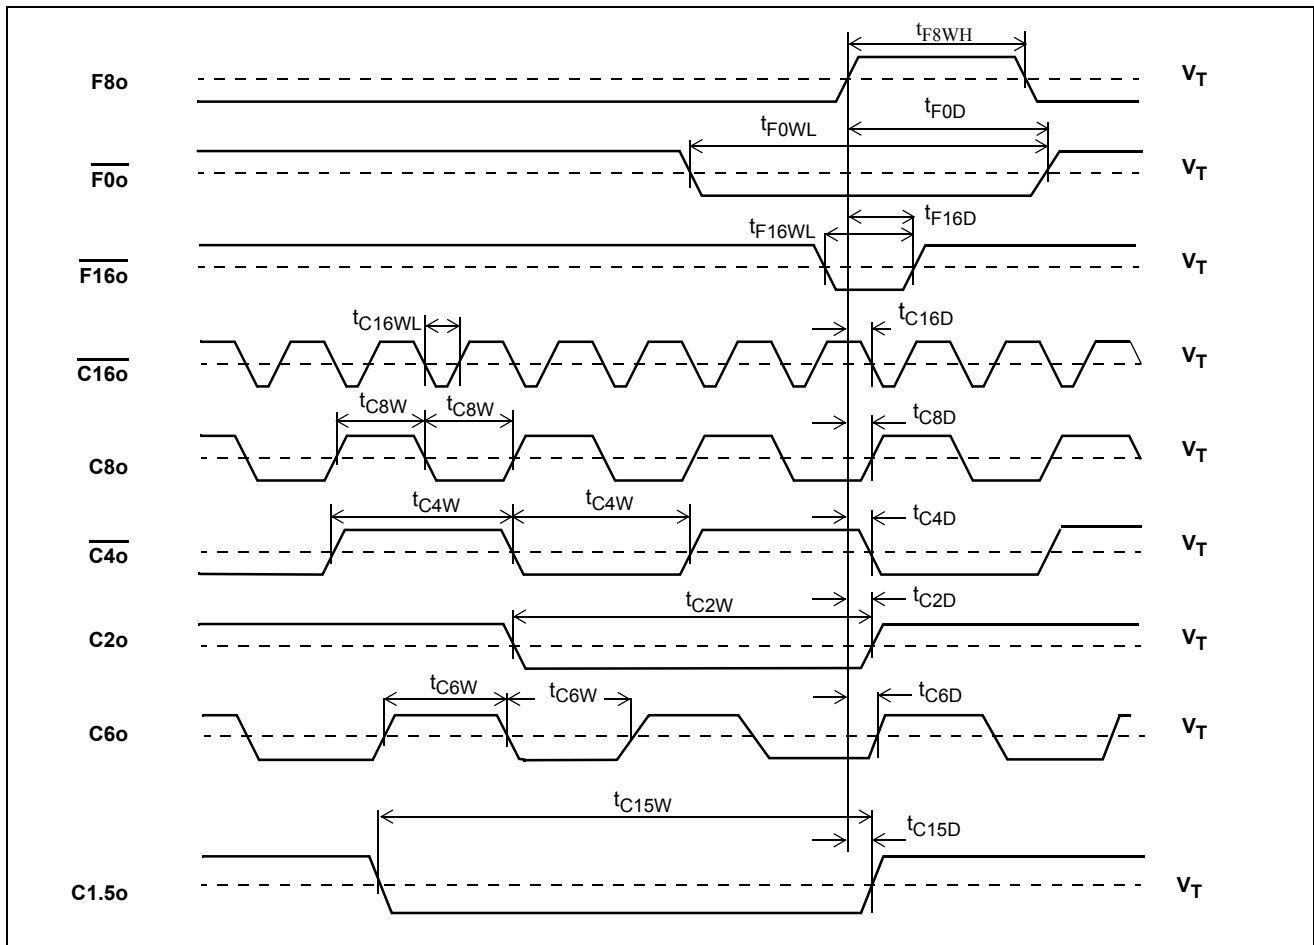 tF8WH
F8o VT
tF0WL tF0D
F0o VT
tF16WL tF16D
F16o VT
tC16WL tC16D
C16o VT
tC8W tC8W tC8D
C8o VT
tC4W tC4W tC4D
C4o VT
tC2W tC2D
C2o VT
tC6W tC6W tC6D
C6o VT
tC15W tC15D
C1.5o VT